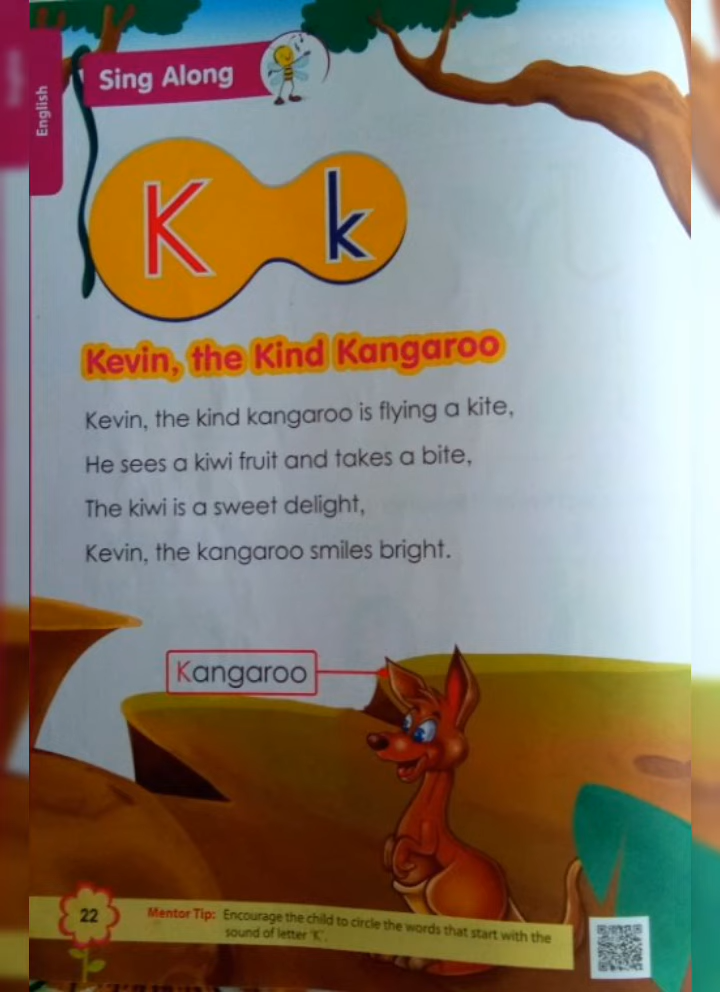 English
Sing Along
K k
Kevin, the Kind Kangaroo
Kevin, the kind kangaroo is flying a kite,
He sees a kiwi fruit and takes a bite,
The kiwi is a sweet delight,
Kevin, the kangaroo smiles bright.
Kangaroo
22
Mentor Tip: Encourage the child to circle the words that start with the
sound of letter 'K'.